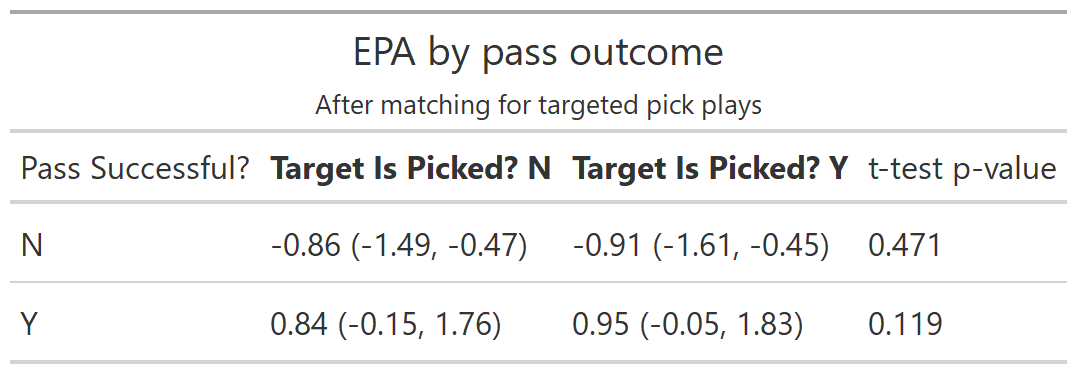 EPA by pass outcome
After matching for targeted pick plays
Pass Successful? Target Is Picked? N Target Is Picked? Y t-test p-value
N -0.86 (-1.49, -0.47) -0.91 (-1.61, -0.45) 0.471
Y 0.84 (-0.15, 1.76) 0.95 (-0.05, 1.83) 0.119